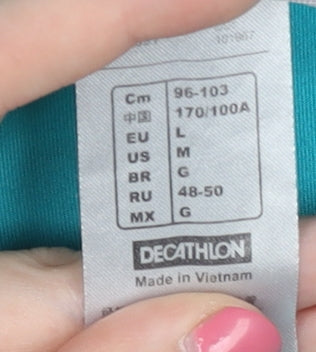 Cm 96-103
中国 170/100A
EU L
US M
BR G
RU 48-50
MX G
DECATHLON
Made in Vietnam